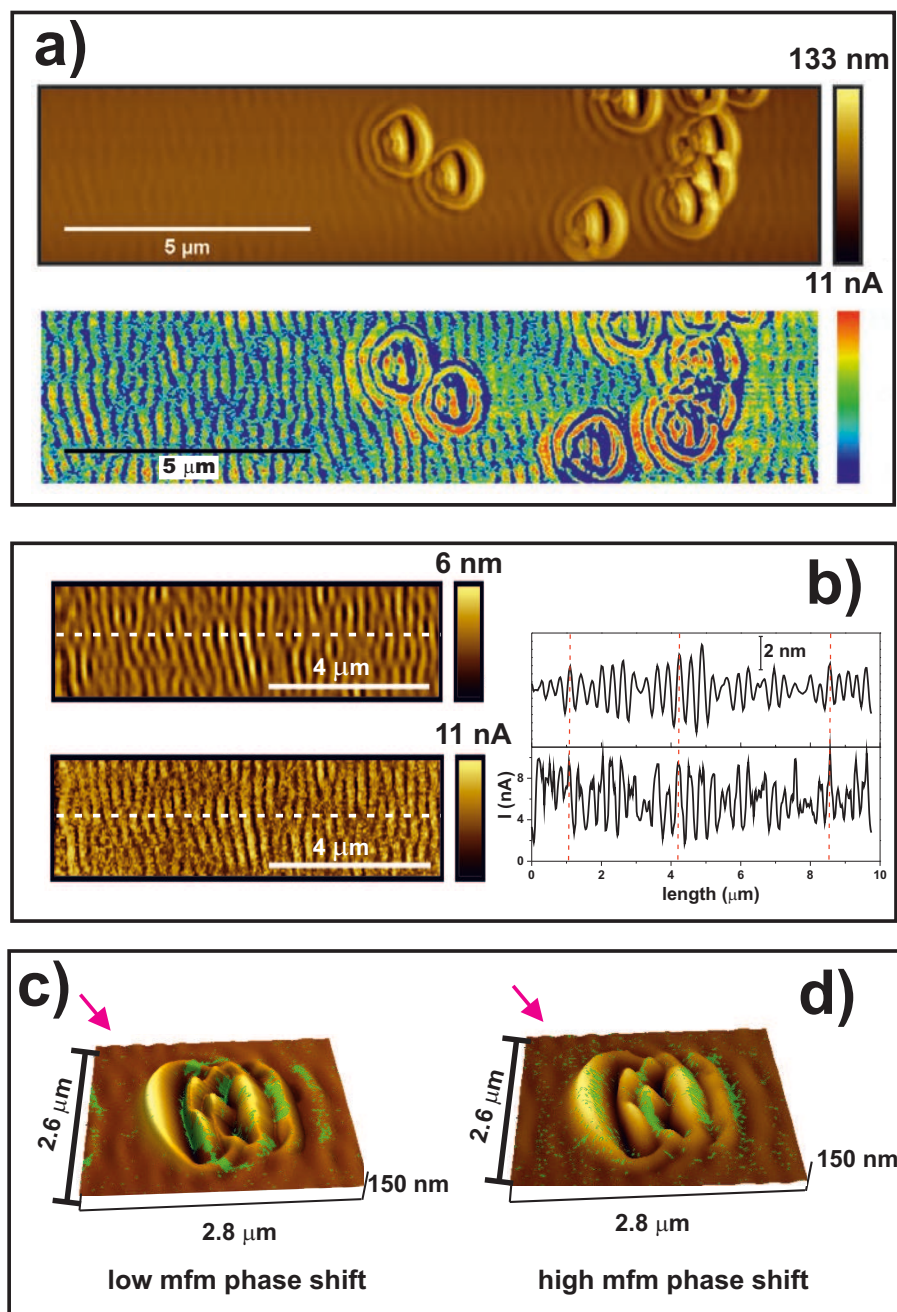 a)
133 nm
5 µm
11 nA
5 µm
b)
6 nm
4 µm
11 nA
4 µm
2 nm
I (nA)
8
4
0
0 2 4 6 8 10
length (µm)
c)
2.6 µm
150 nm
2.8 µm
low mfm phase shift
d)
2.6 µm
150 nm
2.8 µm
high mfm phase shift